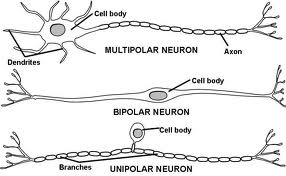 Cell body
Dendrites
Axon
MULTIPOLAR NEURON
Cell body
BIPOLAR NEURON
Cell body
Branches
UNIPOLAR NEURON